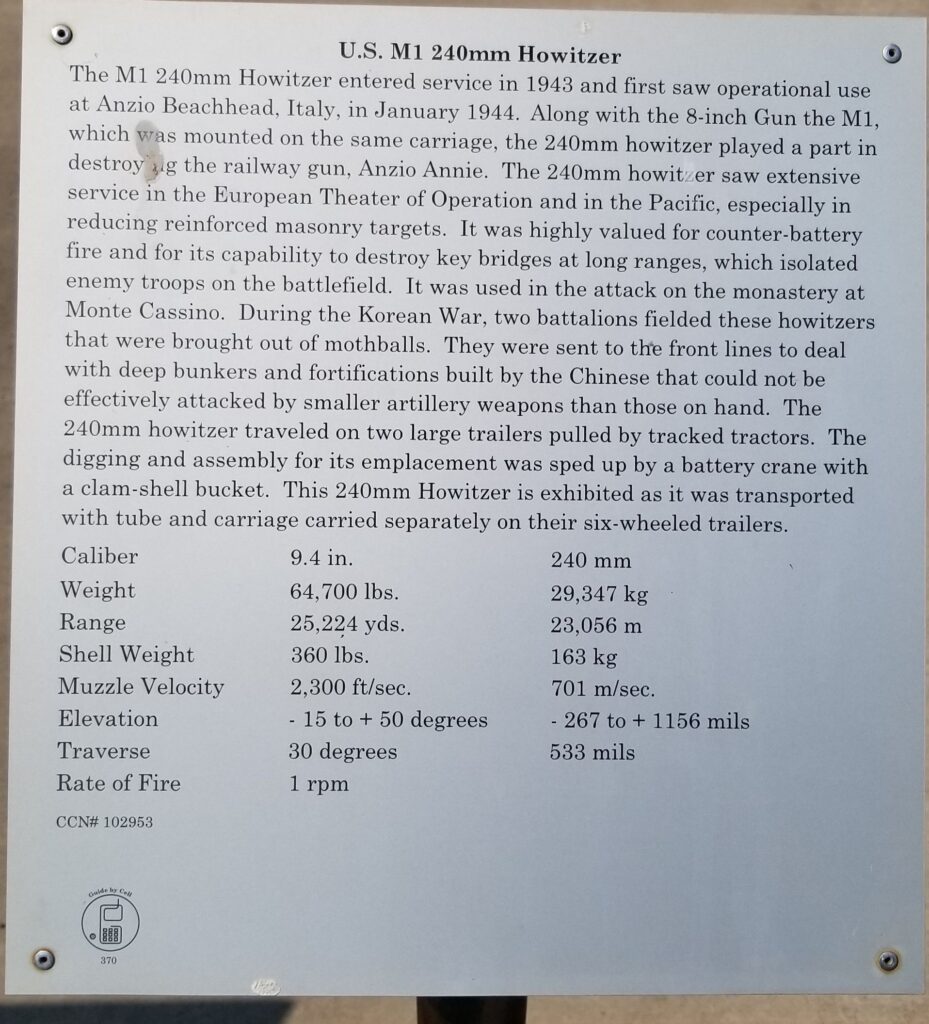 U.S. M1 240mm Howitzer
The M1 240mm Howitzer entered service in 1943 and first saw operational use
at Anzio Beachhead, Italy, in January 1944. Along with the 8-inch Gun the M1,
which was mounted on the same carriage, the 240mm howitzer played a part in
destroying the railway gun, Anzio Annie. The 240mm howitzer saw extensive
service in the European Theater of Operation and in the Pacific, especially in
reducing reinforced masonry targets. It was highly valued for counter-battery
fire and for its capability to destroy key bridges at long ranges, which isolated
enemy troops on the battlefield. It was used in the attack on the monastery at
Monte Cassino. During the Korean War, two battalions fielded these howitzers
that were brought out of mothballs. They were sent to the front lines to deal
with deep bunkers and fortifications built by the Chinese that could not be
effectively attacked by smaller artillery weapons than those on hand. The
240mm howitzer traveled on two large trailers pulled by tracked tractors. The
digging and assembly for its emplacement was sped up by a battery crane with
a clam-shell bucket. This 240mm Howitzer is exhibited as it was transported
with tube and carriage carried separately on their six-wheeled trailers.
Caliber 9.4 in. 240 mm
Weight 64,700 lbs. 29,347 kg
Range 25,224 yds. 23,056 m
Shell Weight 360 lbs. 163 kg
Muzzle Velocity 2,300 ft/sec. 701 m/sec.
Elevation - 15 to + 50 degrees - 267 to + 1156 mils
Traverse 30 degrees 533 mils
Rate of Fire 1 rpm
CCN# 102953
Guide by Cell
370